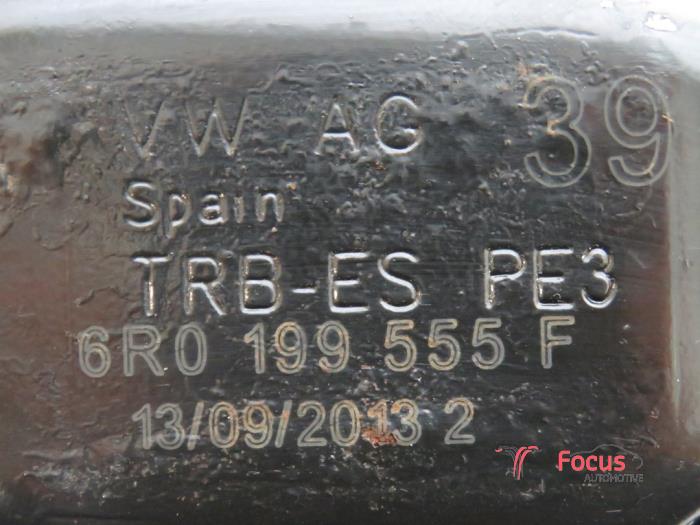 VW AG 39
Spain
TRB-ES PE3
6R0 199 555 F
13/09/2013 2
Focus
AUTOMOTIVE